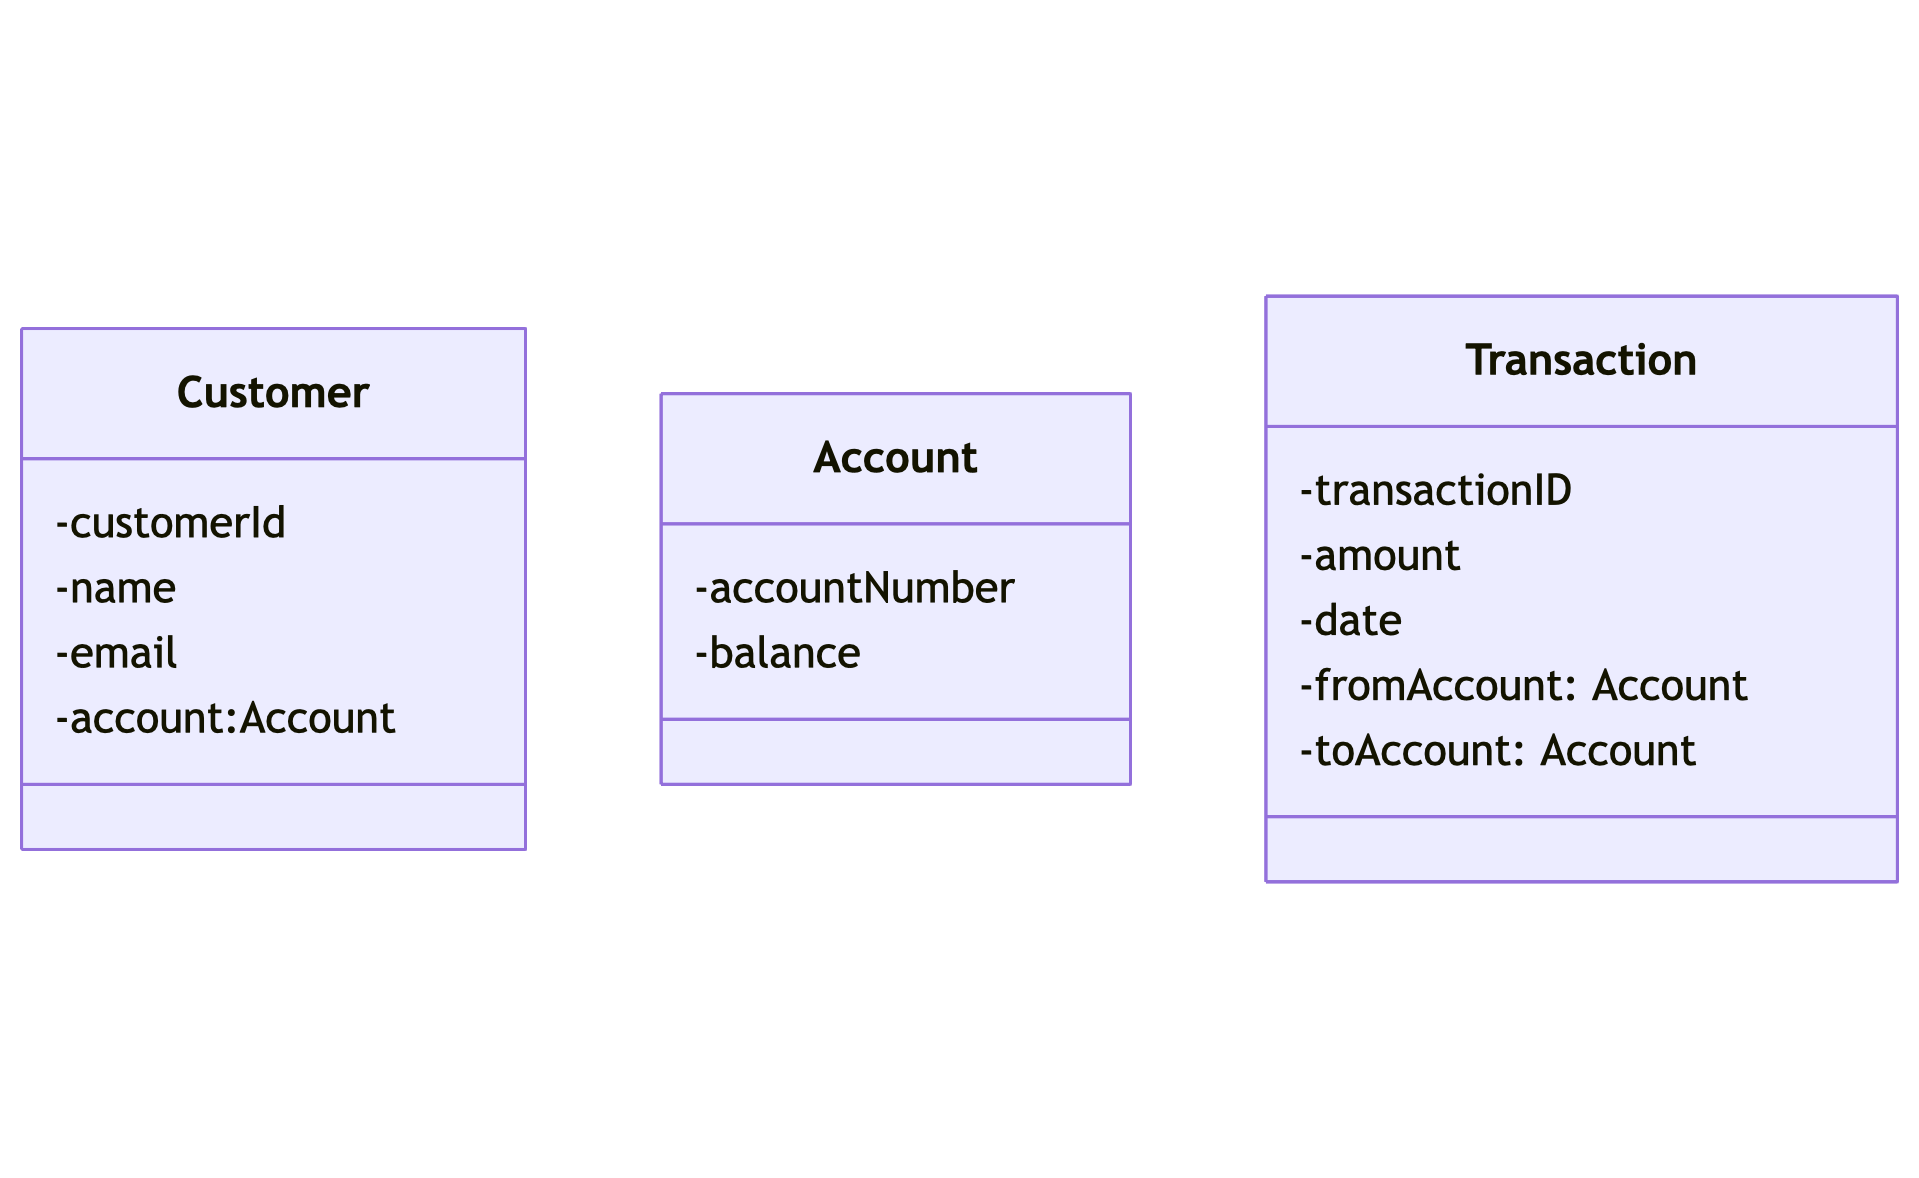 Customer
-customerId
-name
-email
-account:Account
Account
-accountNumber
-balance
Transaction
-transactionID
-amount
-date
-fromAccount: Account
-toAccount: Account